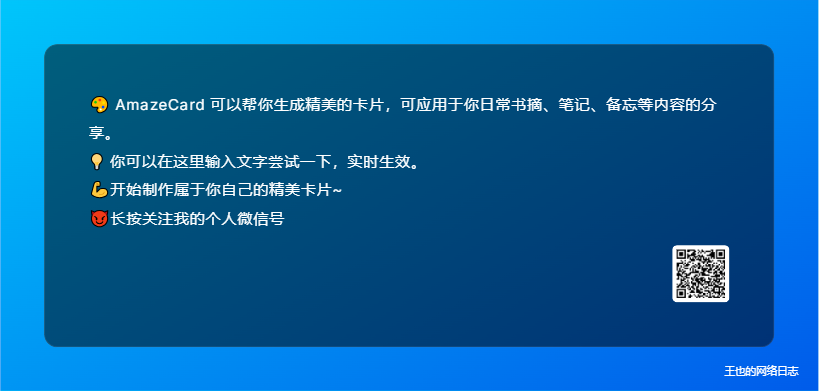 🎨 AmazeCard 可以帮你生成精美的卡片，可应用于你日常书摘、笔记、备忘等内容的分
享。
💡 你可以在这里输入文字尝试一下，实时生效。
💪开始制作属于你自己的精美卡片~
😈长按关注我的个人微信号
王也的网络日志